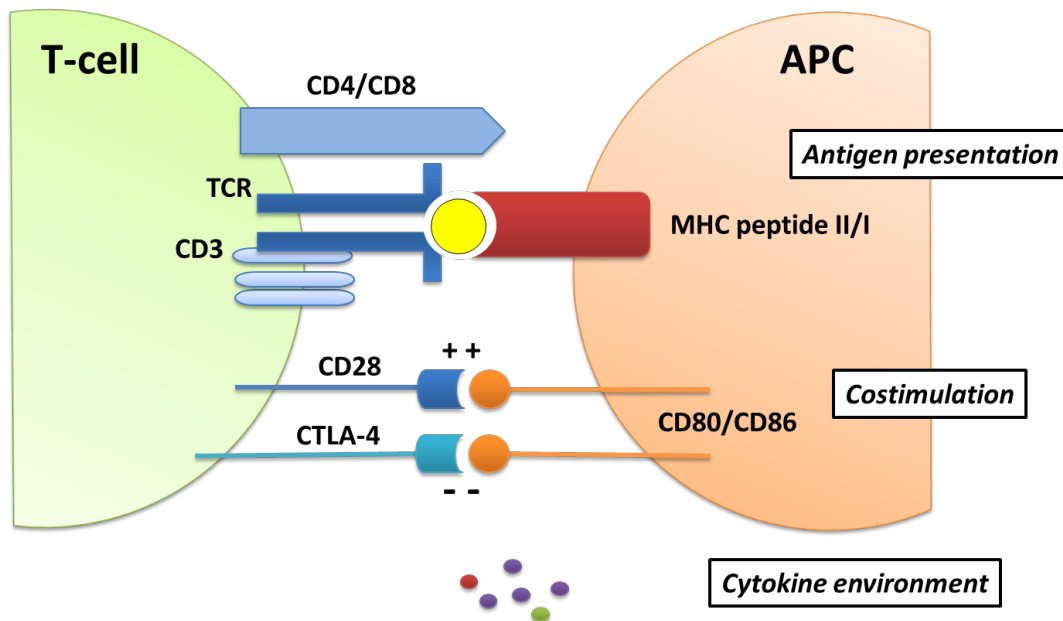 T-cell
APC
CD4/CD8
Antigen presentation
TCR
MHC peptide II/I
CD3
+ +
CD28
Costimulation
CD80/CD86
CTLA-4
- -
Cytokine environment